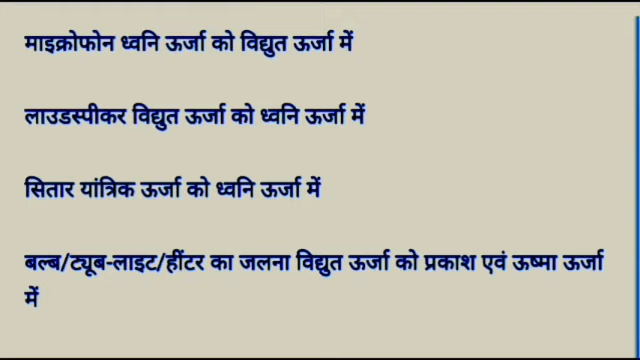 माइक्रोफोन ध्वनि ऊर्जा को विद्युत ऊर्जा में
लाउडस्पीकर विद्युत ऊर्जा को ध्वनि ऊर्जा में
सितार यांत्रिक ऊर्जा को ध्वनि ऊर्जा में
बल्ब/ट्यूब-लाइट/हींटर का जलना विद्युत ऊर्जा को प्रकाश एवं ऊष्मा ऊर्जा
में